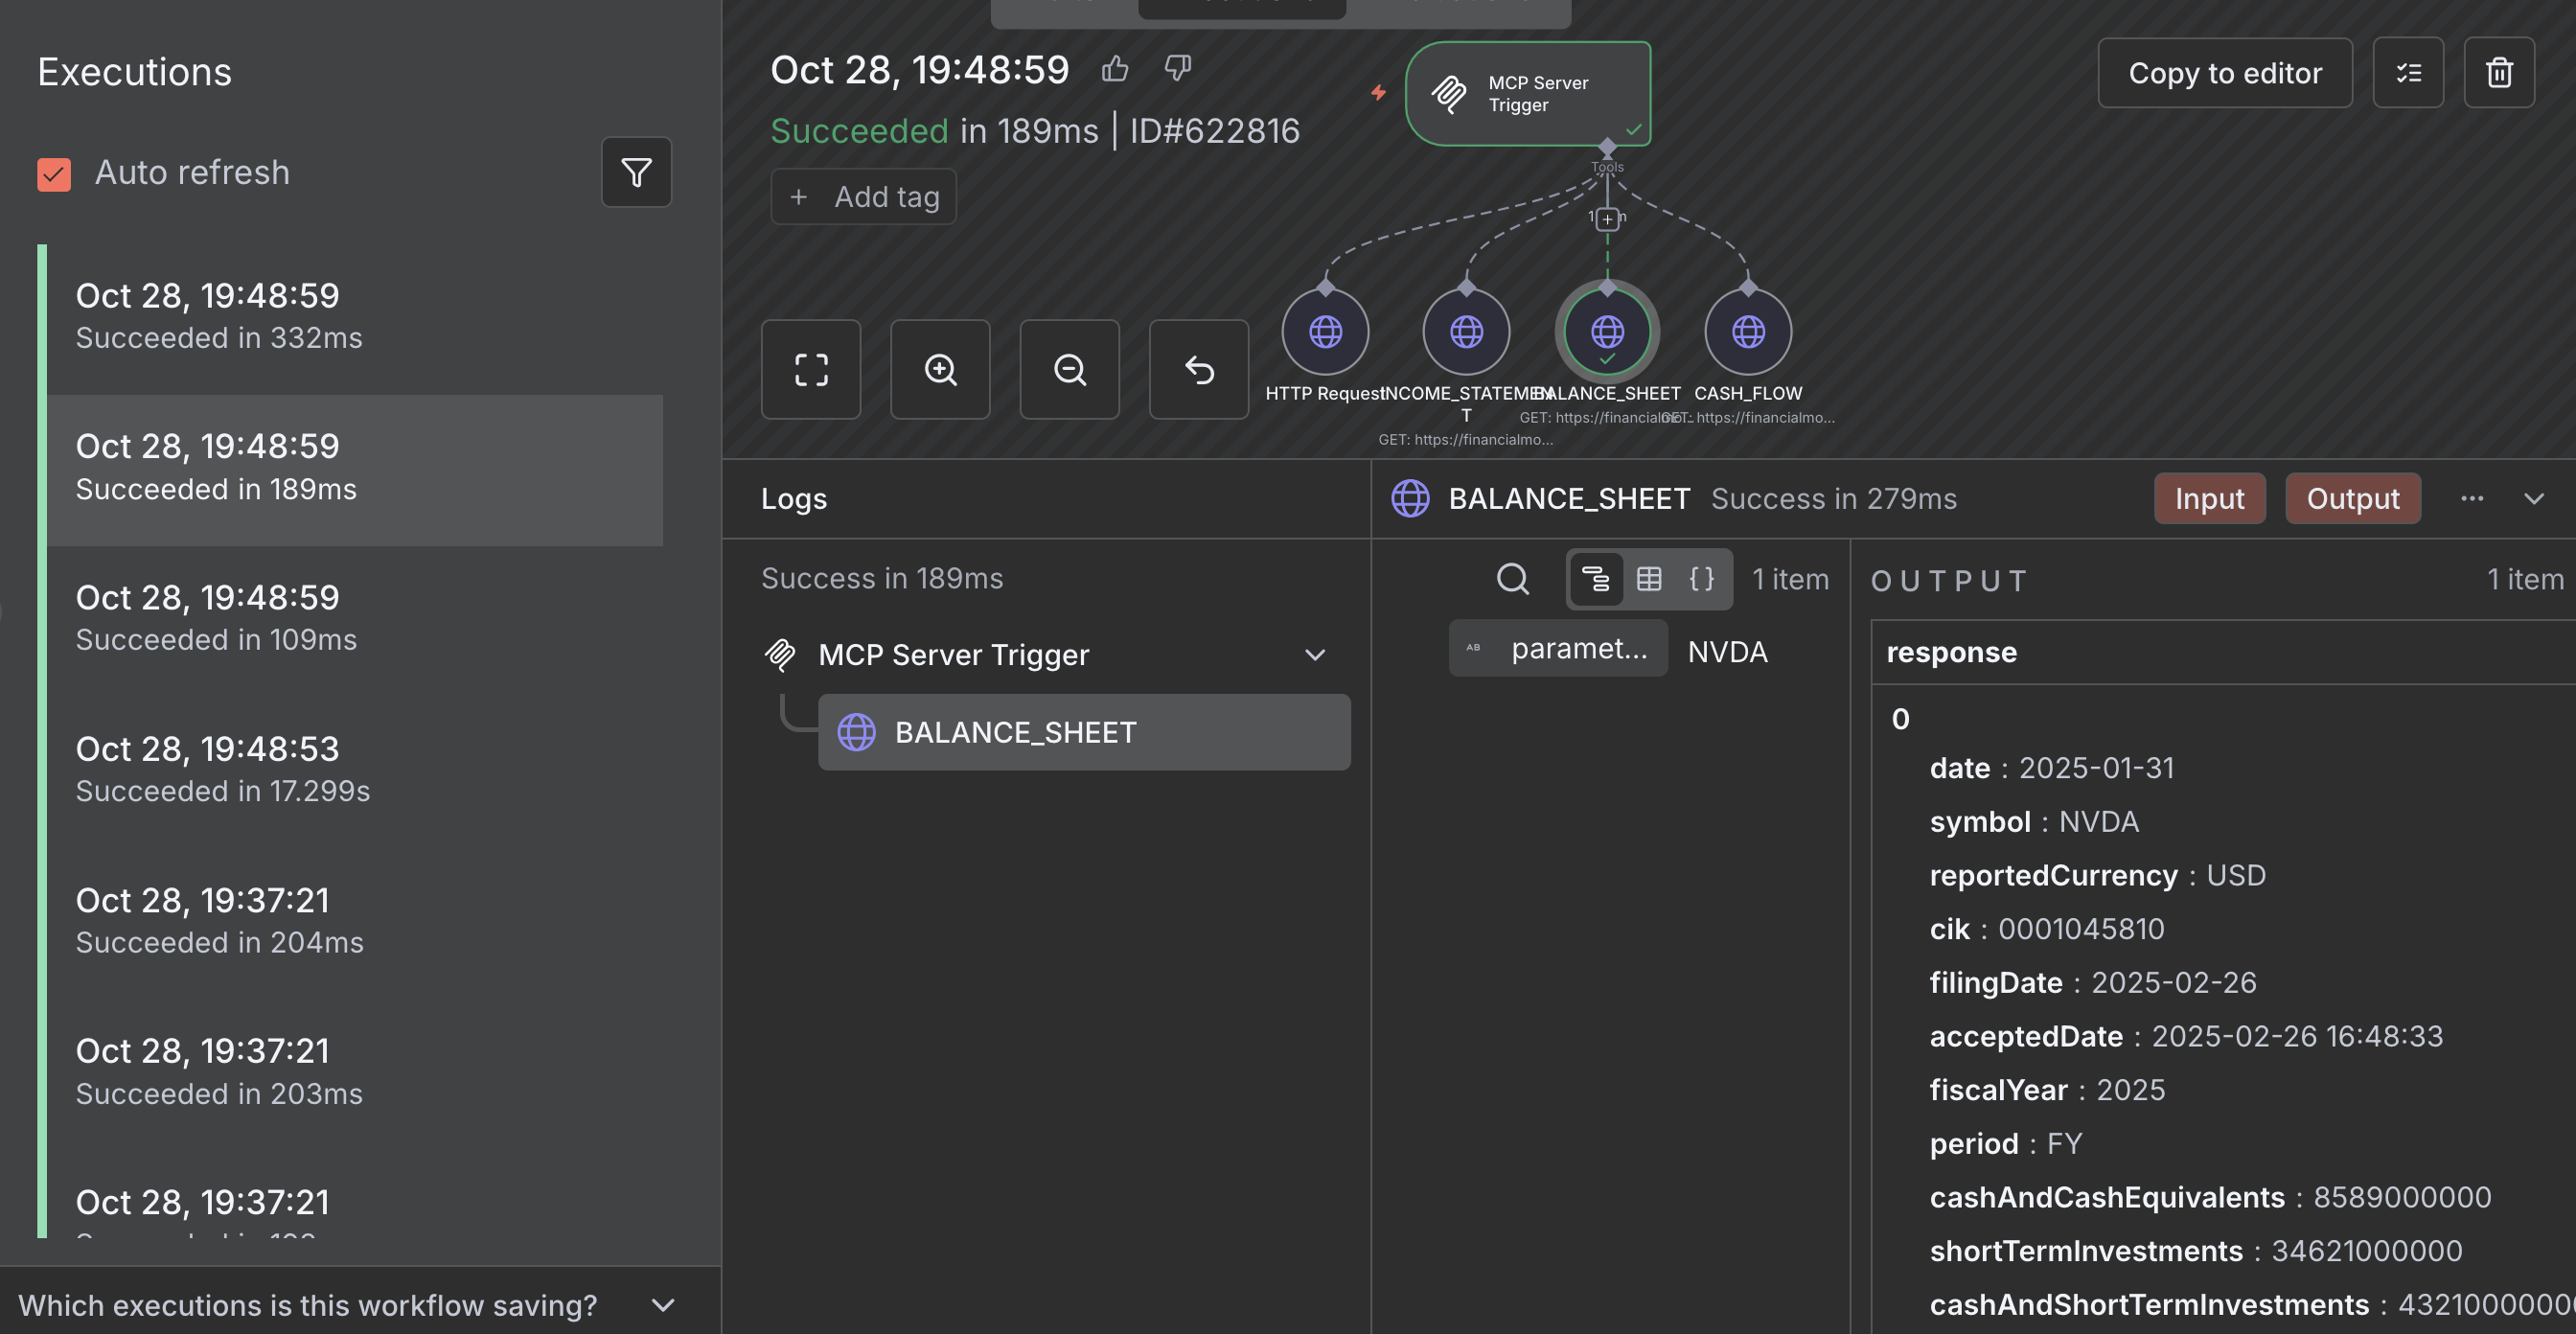 Executions
Auto refresh
Oct 28, 19:48:59
Succeeded in 332ms
Oct 28, 19:48:59
Succeeded in 189ms
Oct 28, 19:48:59
Succeeded in 109ms
Oct 28, 19:48:53
Succeeded in 17.299s
Oct 28, 19:37:21
Succeeded in 204ms
Oct 28, 19:37:21
Succeeded in 203ms
Oct 28, 19:37:21
Which executions is this workflow saving?
Oct 28, 19:48:59
Succeeded in 189ms | ID#622816
+ Add tag
MCP Server
Trigger
Copy to editor
Tools
HTTP Request
INCOME_STATEMEN
T
GET: https://financialmo...
BALANCE_SHEET
GET: https://financialmo...
CASH_FLOW
GET: https://financialmo...
Logs
Success in 189ms
MCP Server Trigger
BALANCE_SHEET
BALANCE_SHEET Success in 279ms
Input
Output
...
1 item
AB paramet... NVDA
OUTPUT
1 item
response
0
date : 2025-01-31
symbol : NVDA
reportedCurrency : USD
cik : 0001045810
filingDate : 2025-02-26
acceptedDate : 2025-02-26 16:48:33
fiscalYear : 2025
period : FY
cashAndCashEquivalents : 8589000000
shortTermInvestments : 34621000000
cashAndShortTermInvestments :